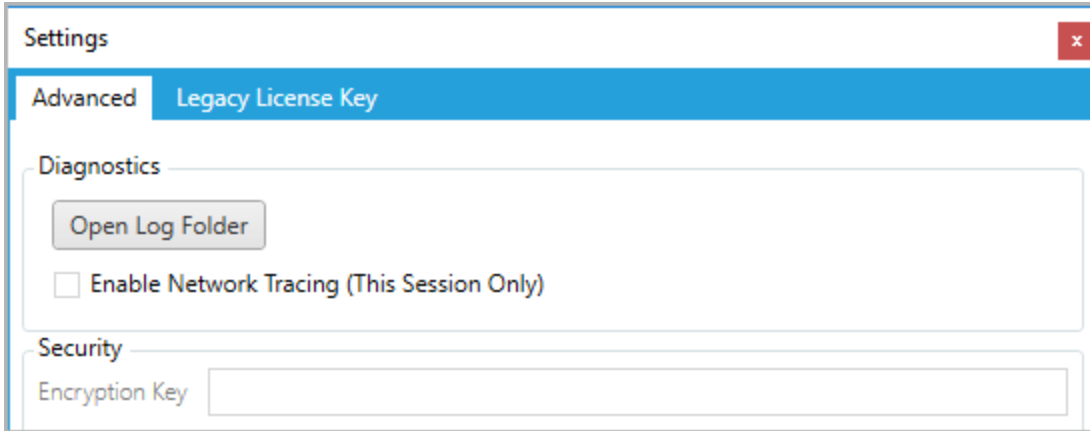 Settings
x
Advanced Legacy License Key
Diagnostics
Open Log Folder
Enable Network Tracing (This Session Only)
Security
Encryption Key